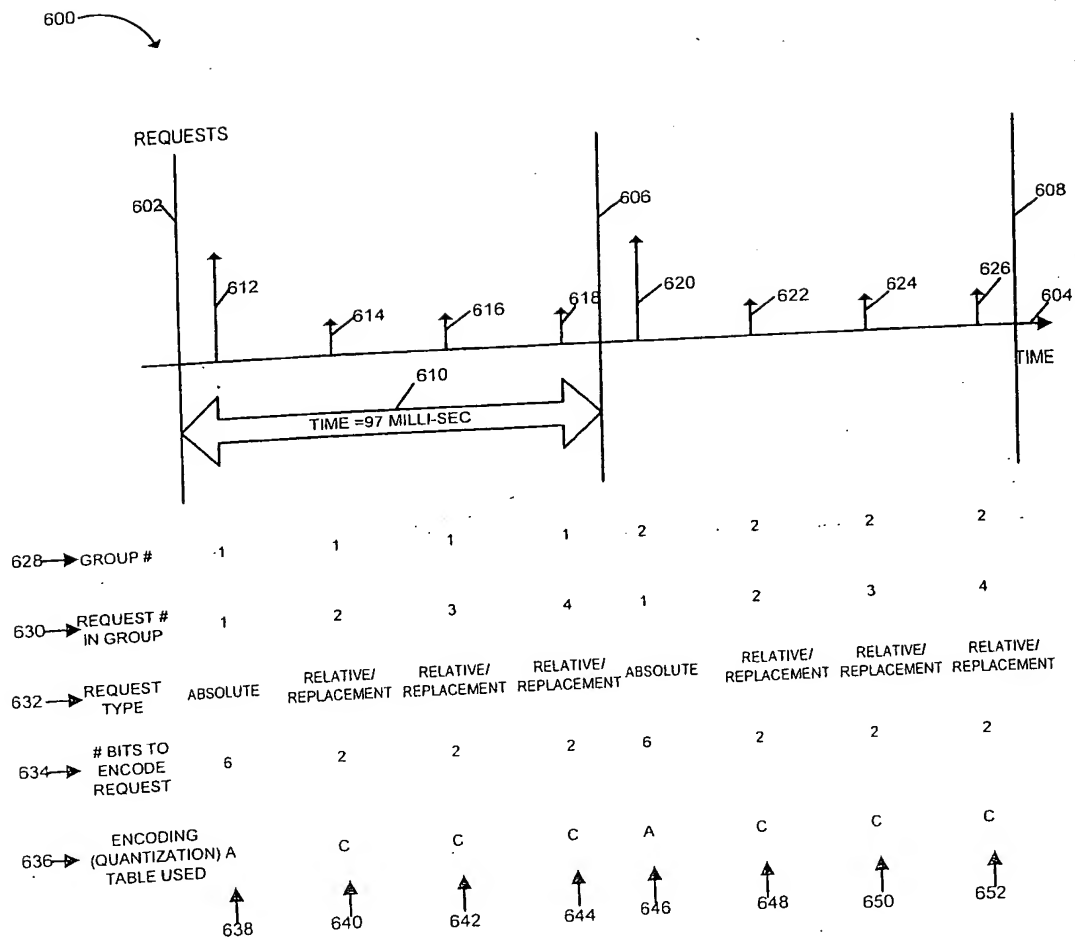 600
REQUESTS
602
606
608
612
614
616
618
620
622
624
626
604
TIME
610
TIME =97 MILLI-SEC
628 GROUP # 1 1 1 1 2 2 2 2
630 REQUEST # IN GROUP 1 2 3 4 1 2 3 4
632 REQUEST TYPE ABSOLUTE RELATIVE/ REPLACEMENT RELATIVE/ REPLACEMENT RELATIVE/ REPLACEMENT ABSOLUTE RELATIVE/ REPLACEMENT RELATIVE/ REPLACEMENT RELATIVE/ REPLACEMENT
634 # BITS TO ENCODE REQUEST 6 2 2 2 6 2 2 2
636 ENCODING (QUANTIZATION) TABLE USED A C C C A C C C
638 640 642 644 646 648 650 652